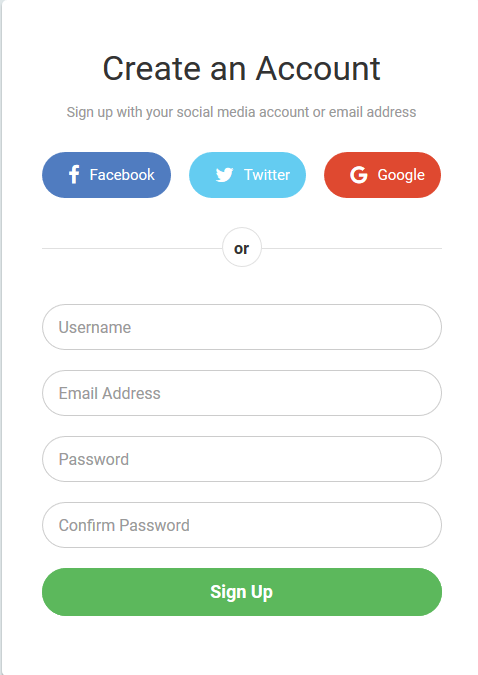 Create an Account
Sign up with your social media account or email address
Facebook Twitter Google
or
Username
Email Address
Password
Confirm Password
Sign Up